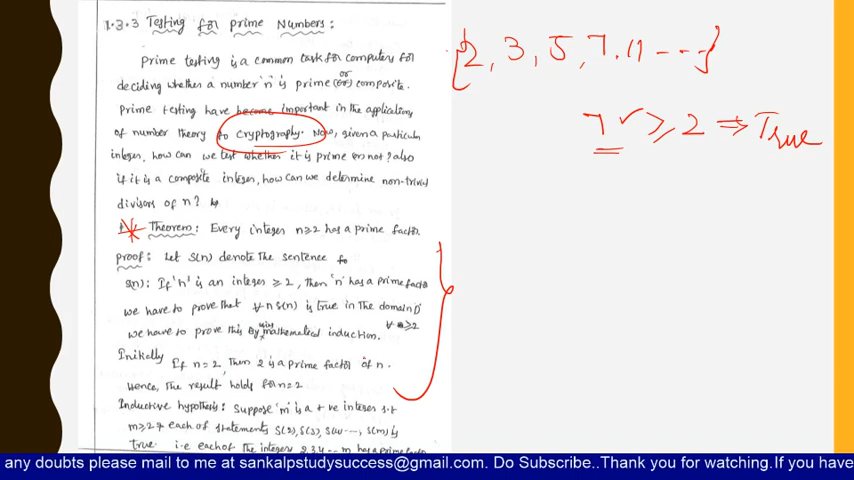 1.3.3 Testing for prime Numbers:
prime testing is a common task for computers for
deciding whether a number 'n' is prime (or) composite.
Prime testing have become important in the applications
of number theory to cryptography. Now, given a particular
integer, how can we test whether it is prime or not? also
if it is a composite integer, how can we determine non-trivial
divisors of n?
Theorem: Every integer n≥2 has a prime factor.
proof: Let S(n) denote the sentence
S(n): If 'n' is an integer ≥2, then 'n' has a prime factor
we have to prove that ∀ n S(n) is true in the domain D
∀ n≥2
we have to prove this by using mathematical induction.
Initially If n=2, Then 2 is a prime factor of n.
Hence, The result holds for n=2
Inductive hypothesis: suppose 'm' is a +ve integer s.t
m≥2 & each of statements S(2), S(3), S(4) ---, S(m) is
true. i.e each of the integer 2,3,4 -- m has a prime factor
{2, 3, 5, 7. 11 ---}
7 ✓ ≥ 2 ⇒ True
any doubts please mail to me at sankalpstudysuccess@gmail.com. Do Subscribe..Thank you for watching.If you have